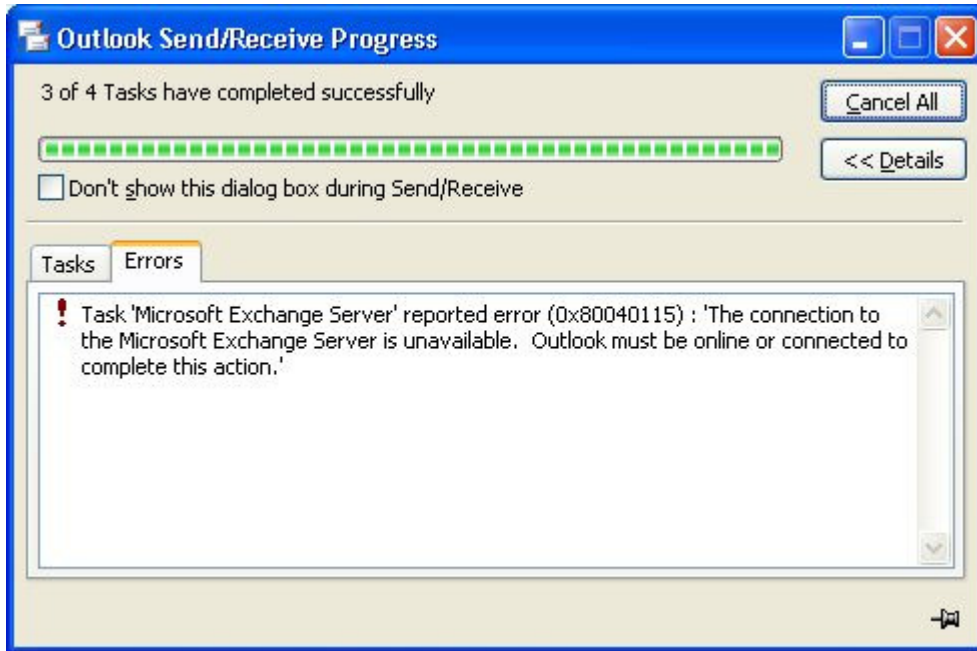 Outlook Send/Receive Progress
3 of 4 Tasks have completed successfully
Cancel All
<< Details
Don't show this dialog box during Send/Receive
Tasks
Errors
Task 'Microsoft Exchange Server' reported error (0x80040115) : 'The connection to
the Microsoft Exchange Server is unavailable.  Outlook must be online or connected to
complete this action.'